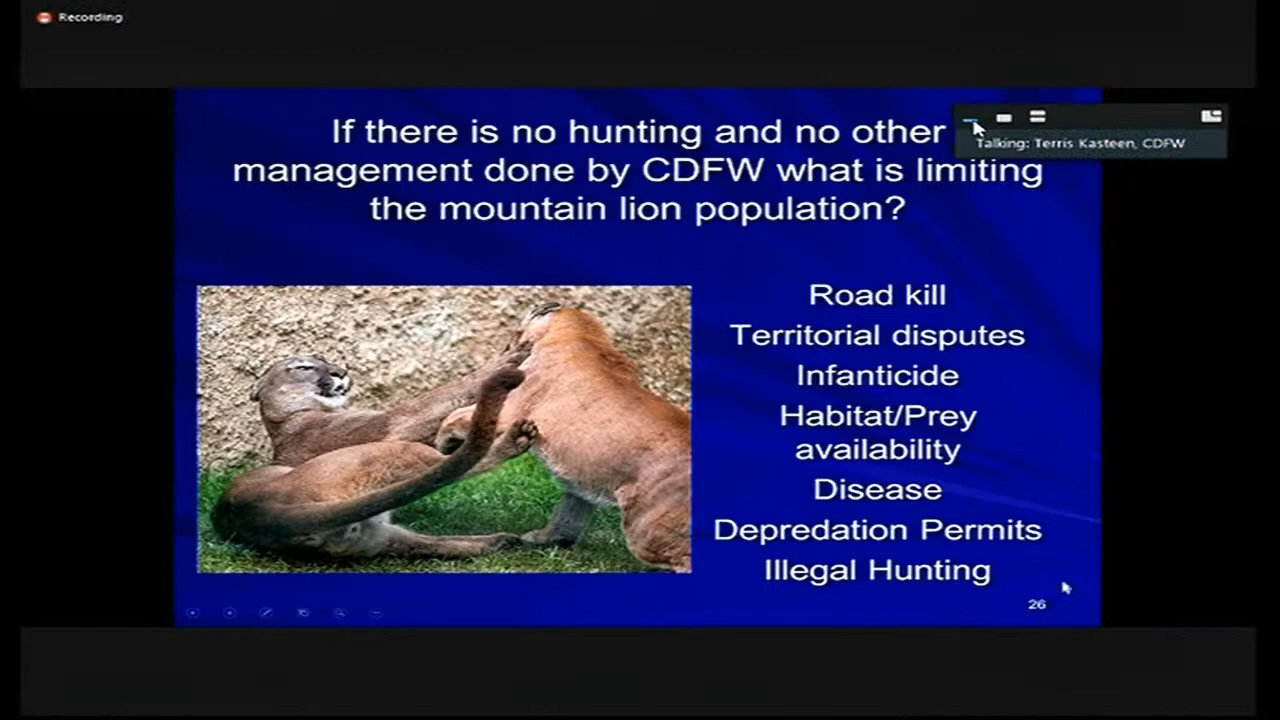 Recording
If there is no hunting and no other
management done by CDFW what is limiting
the mountain lion population?
Talking: Terris Kasteen, CDFW
Road kill
Territorial disputes
Infanticide
Habitat/Prey
availability
Disease
Depredation Permits
Illegal Hunting
26